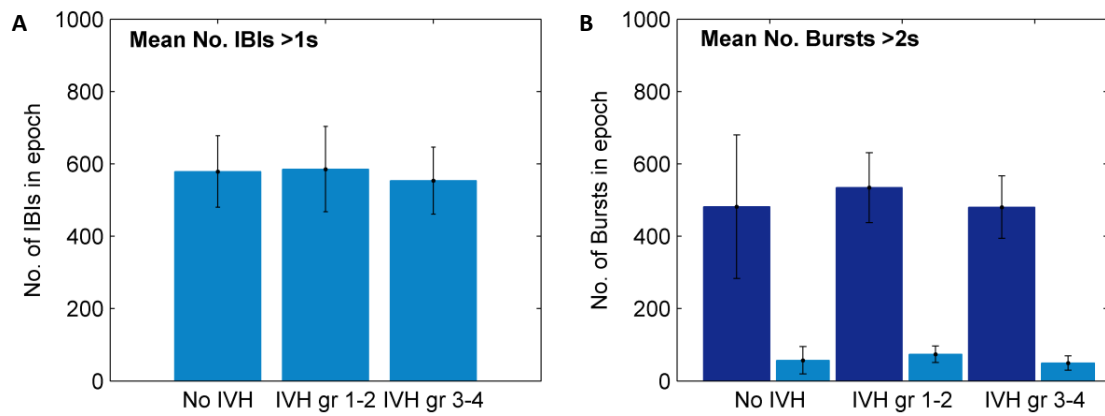 A
Mean No. IBIs >1s
No. of IBIs in epoch
1000
800
600
400
200
0
No IVH IVH gr 1-2 IVH gr 3-4
B
Mean No. Bursts >2s
No. of Bursts in epoch
1000
800
600
400
200
0
No IVH IVH gr 1-2 IVH gr 3-4